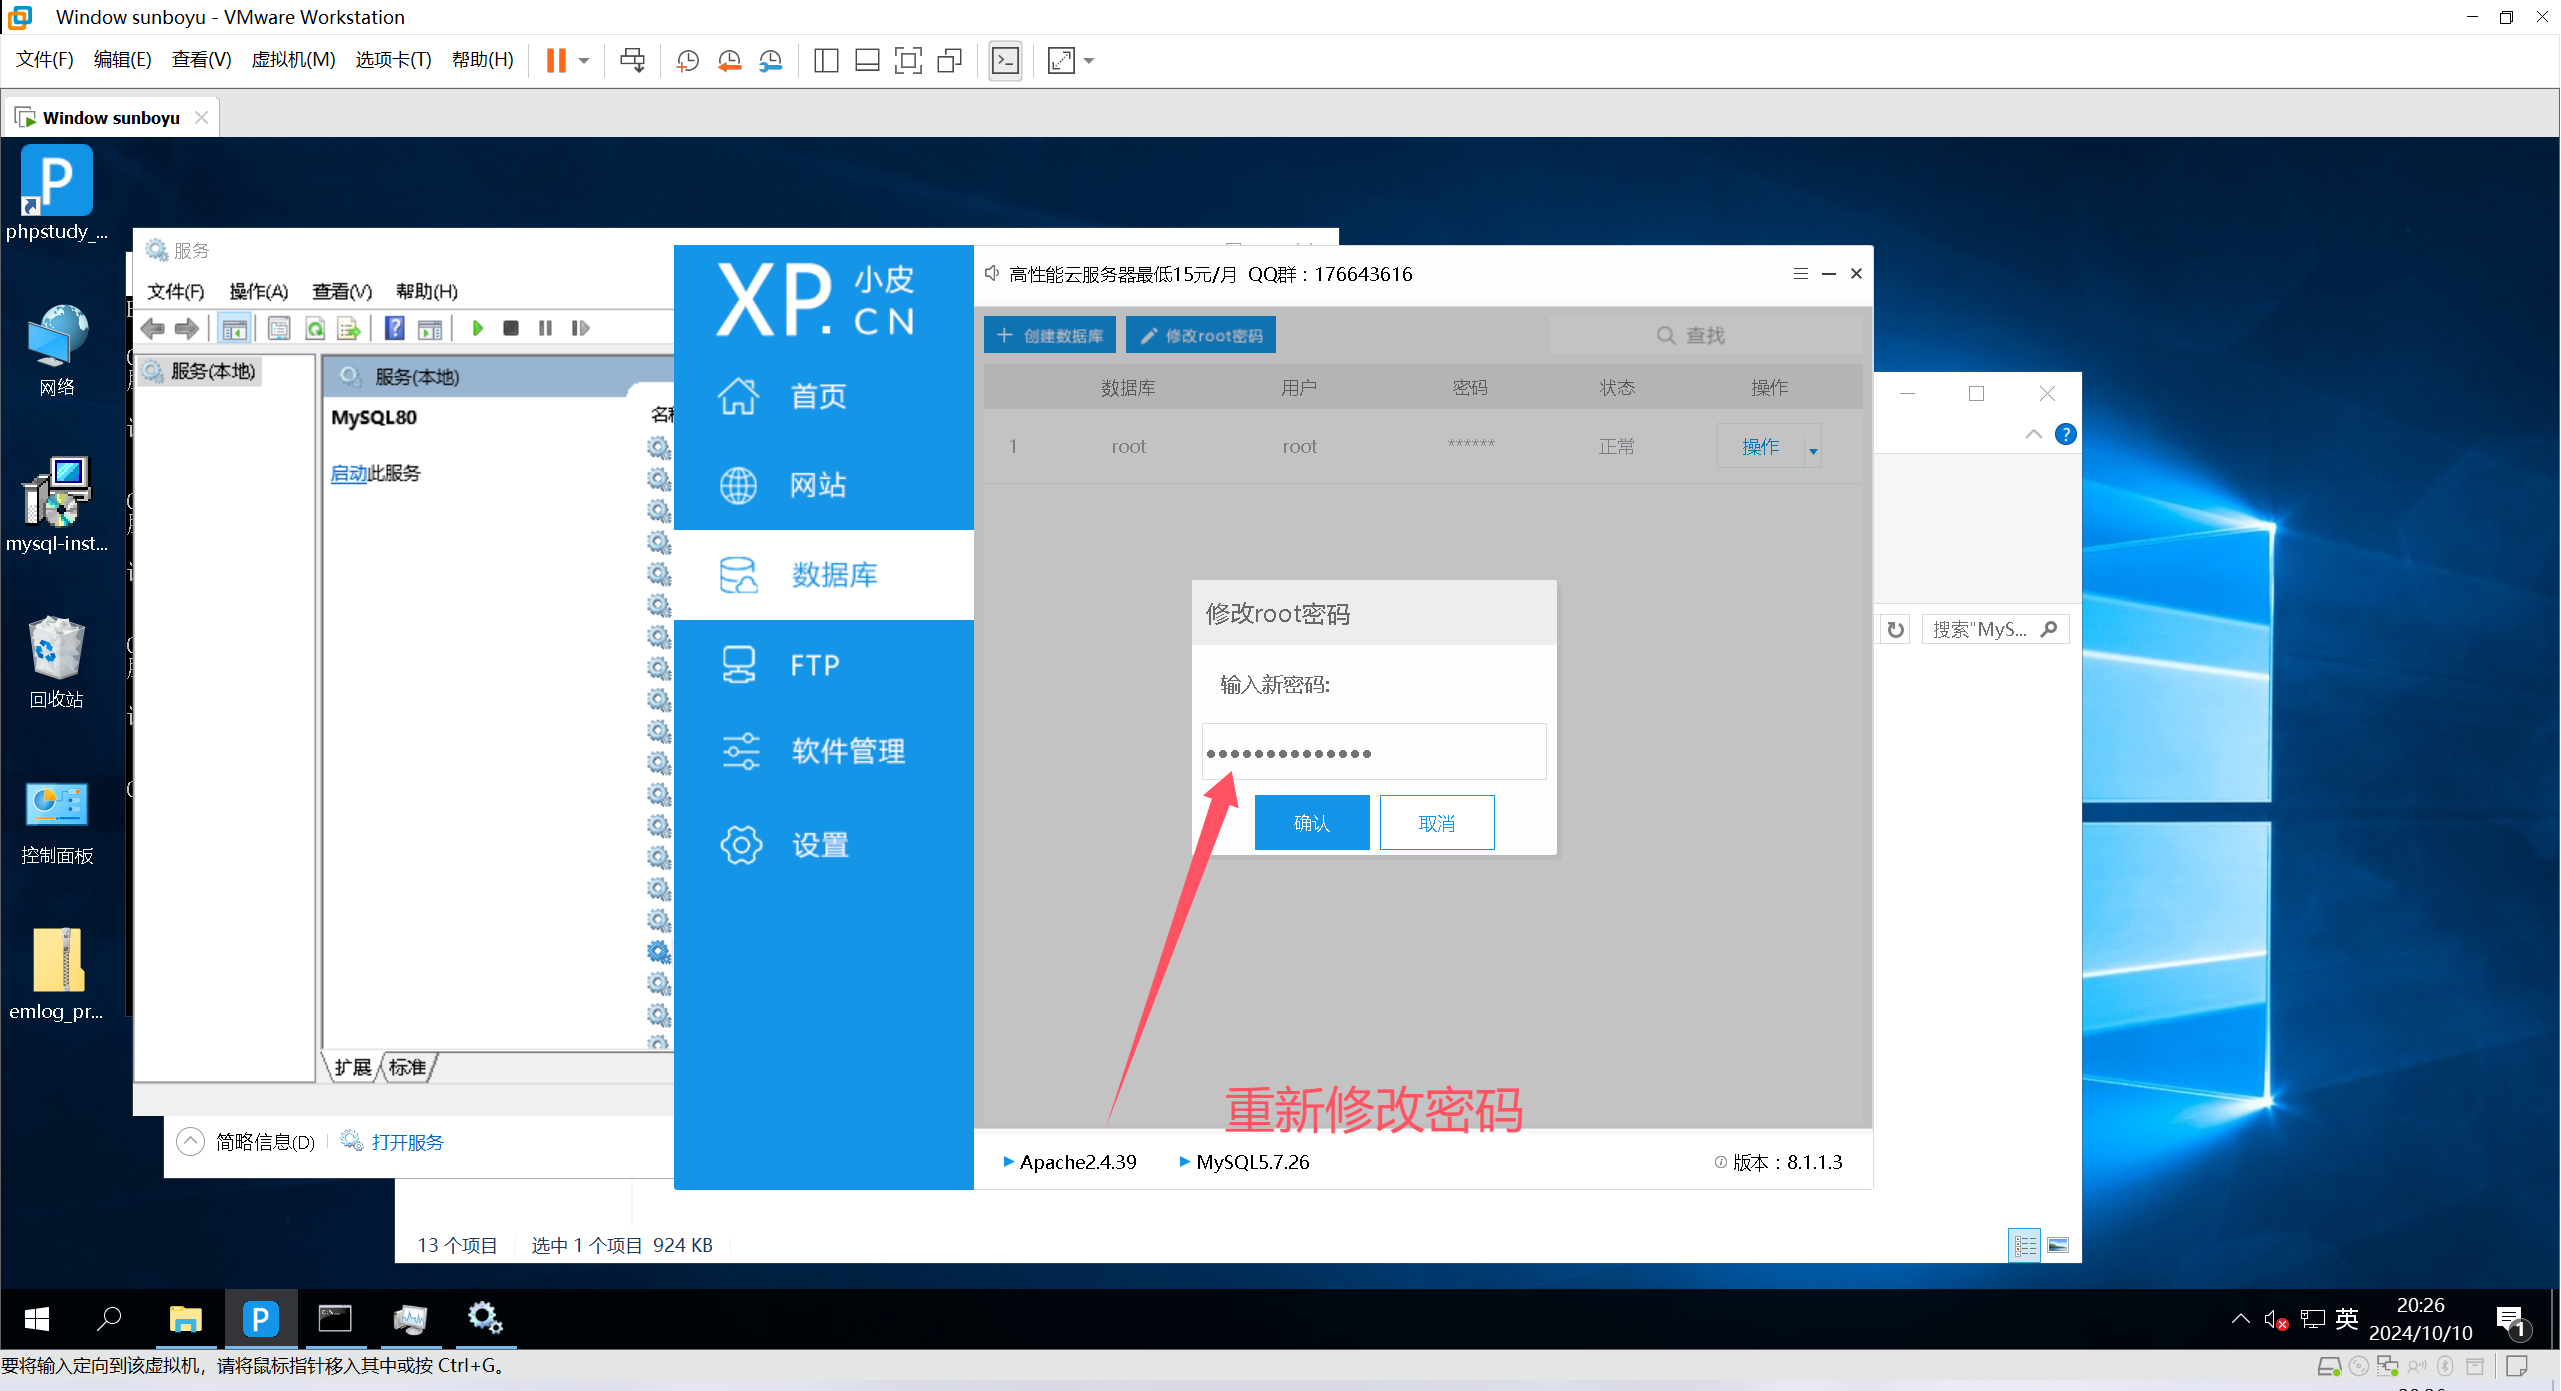 Window sunboyu - VMware Workstation
文件(F) 编辑(E) 查看(V) 虚拟机(M) 选项卡(T) 帮助(H)
Window sunboyu
phpstudy_...
网络
mysql-inst...
回收站
控制面板
emlog_pr...
服务
文件(F) 操作(A) 查看(V) 帮助(H)
服务(本地)
服务(本地)
MySQL80
启动此服务
扩展 标准
简略信息(D) 打开服务
13 个项目 选中 1 个项目 924 KB
XP. 小皮 CN
首页
网站
数据库
FTP
软件管理
设置
高性能云服务器最低15元/月 QQ群：176643616
创建数据库 修改root密码 查找
数据库 用户 密码 状态 操作
1 root root ****** 正常 操作
修改root密码
输入新密码:
●●●●●●●●●●●●●●
确认 取消
重新修改密码
Apache2.4.39 MySQL5.7.26 版本：8.1.1.3
搜索"MyS...
英
20:26
2024/10/10
1
要将输入定向到该虚拟机，请将鼠标指针移入其中或按 Ctrl+G。